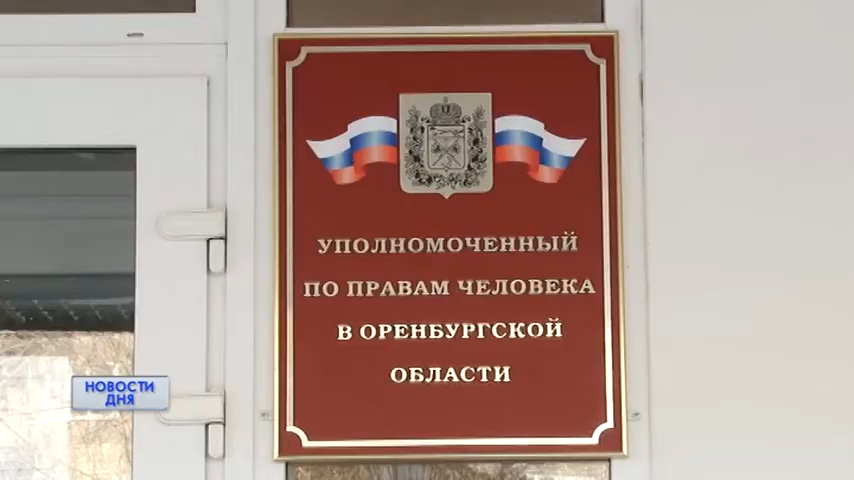 УПОЛНОМОЧЕННЫЙ
ПО ПРАВАМ ЧЕЛОВЕКА
В ОРЕНБУРГСКОЙ
ОБЛАСТИ
НОВОСТИ
ДНЯ